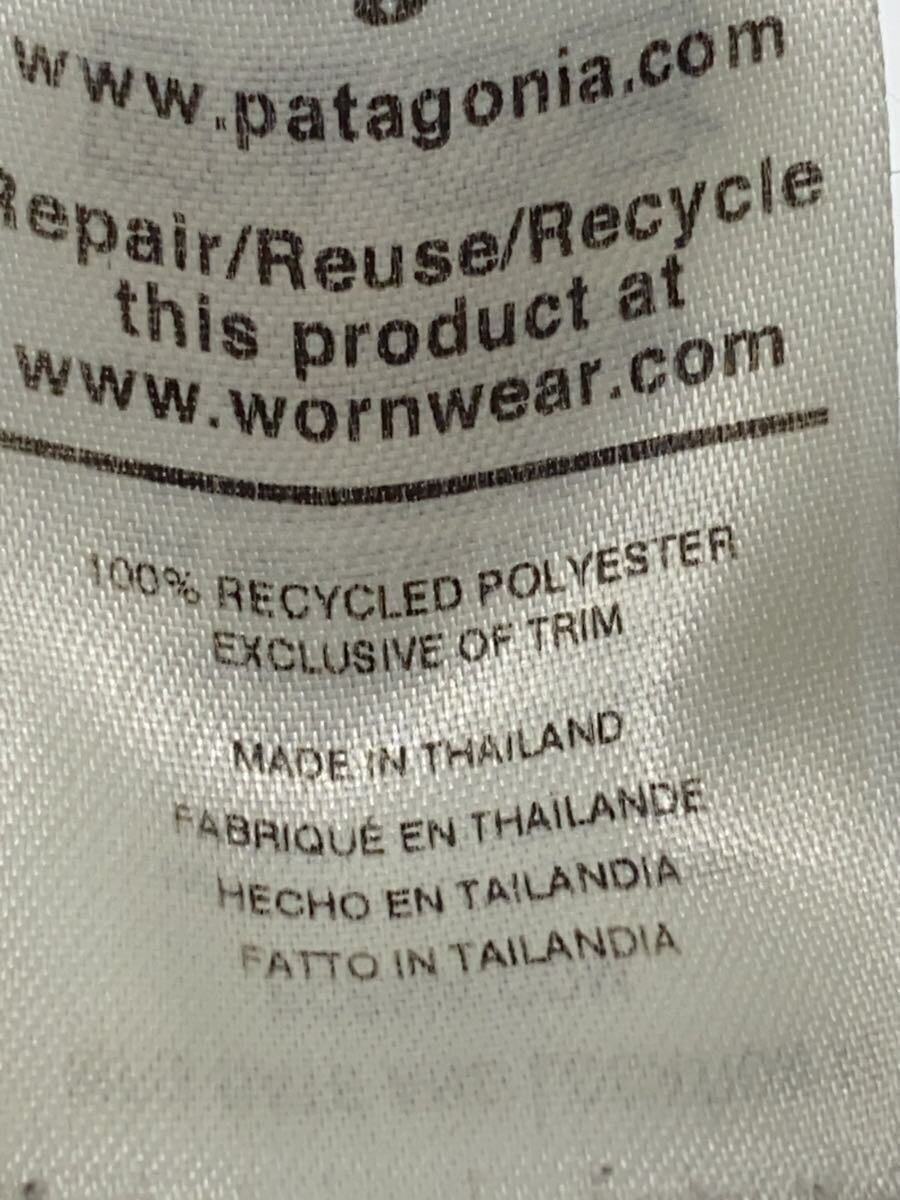 www.patagonia.com
Repair/Reuse/Recycle
this product at
www.wornwear.com
100% RECYCLED POLYESTER
EXCLUSIVE OF TRIM
MADE IN THAILAND
FABRIQUÉ EN THAÏLANDE
HECHO EN TAILANDIA
FATTO IN TAILANDIA